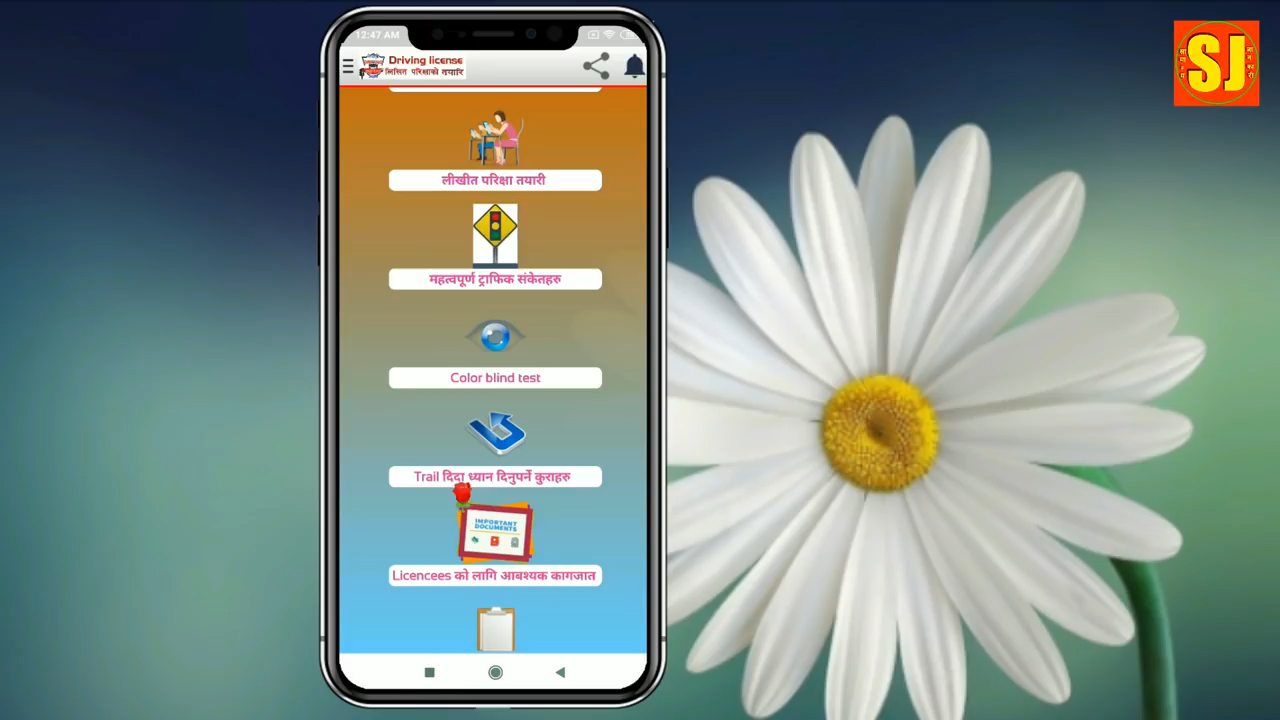 12:47 AM
Driving license
लिखित परिक्षाको तयारि
लीखीत परिक्षा तयारी
महत्वपूर्ण ट्राफिक संकेतहरु
Color blind test
Trail दिदा ध्यान दिनुपर्ने कुराहरु
IMPORTANT
DOCUMENTS
Licencees को लागि आबश्यक कागजात
SJ